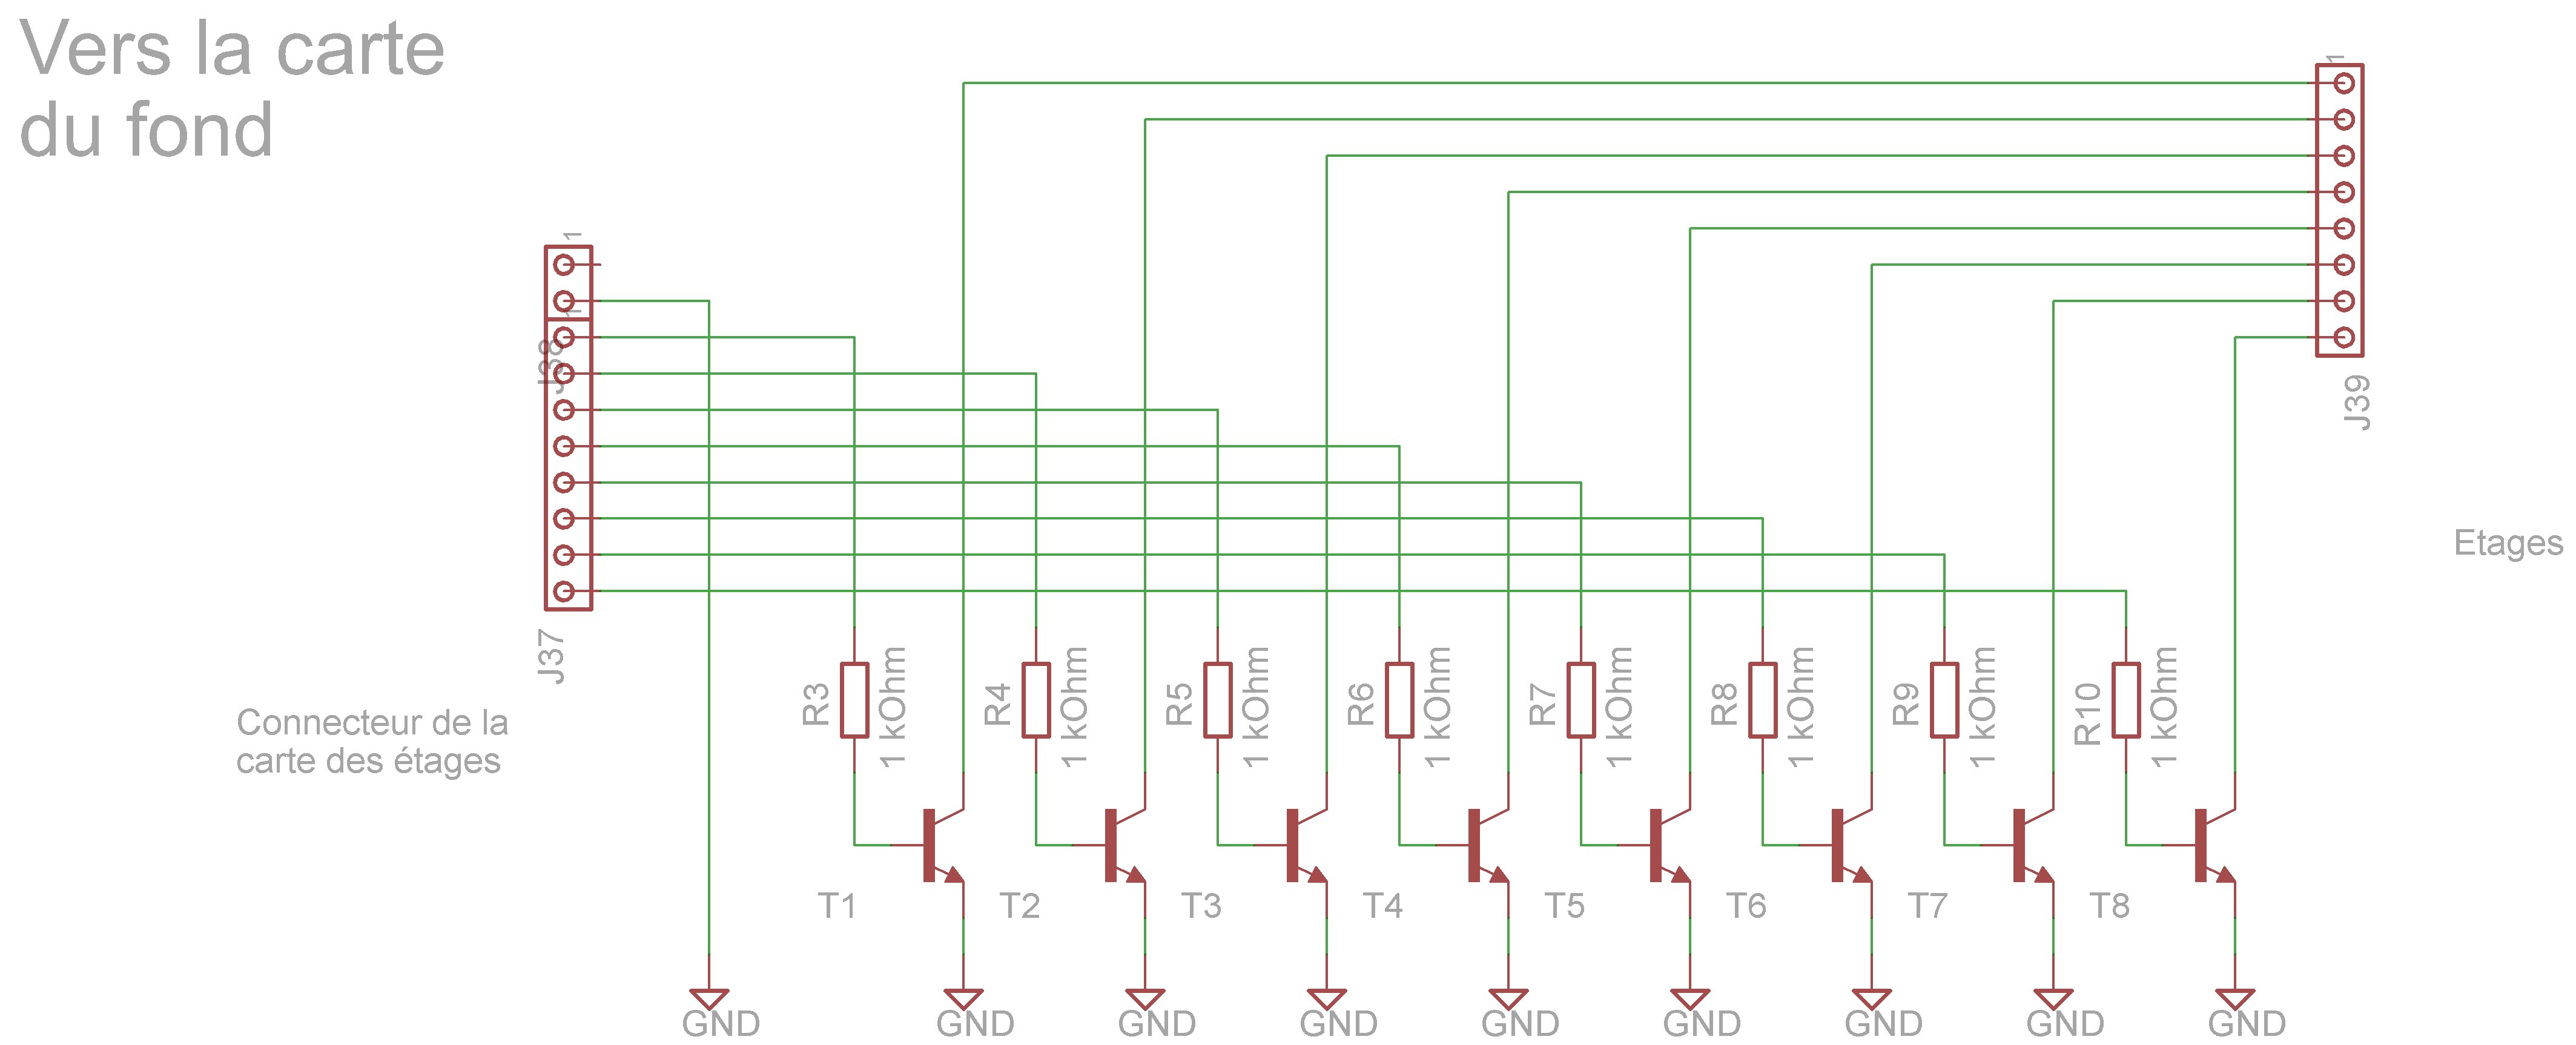 Vers la carte
du fond
1
1
1
J38
J39
Etages
J37
Connecteur de la
carte des étages
R3
1 kOhm
R4
1 kOhm
R5
1 kOhm
R6
1 kOhm
R7
1 kOhm
R8
1 kOhm
R9
1 kOhm
R10
1 kOhm
T1
T2
T3
T4
T5
T6
T7
T8
GND
GND
GND
GND
GND
GND
GND
GND
GND